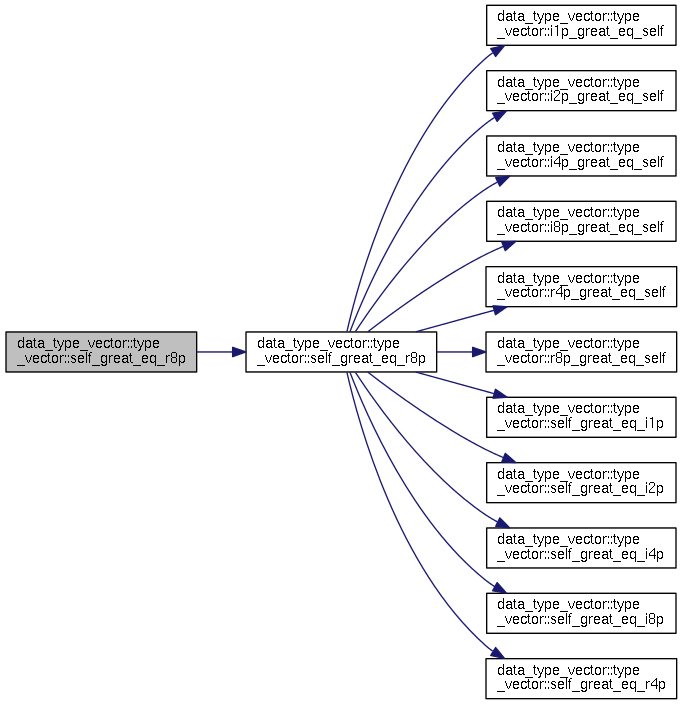 data_type_vector::type
_vector::self_great_eq_r8p
data_type_vector::type
_vector::self_great_eq_r8p
data_type_vector::type
_vector::i1p_great_eq_self
data_type_vector::type
_vector::i2p_great_eq_self
data_type_vector::type
_vector::i4p_great_eq_self
data_type_vector::type
_vector::i8p_great_eq_self
data_type_vector::type
_vector::r4p_great_eq_self
data_type_vector::type
_vector::r8p_great_eq_self
data_type_vector::type
_vector::self_great_eq_i1p
data_type_vector::type
_vector::self_great_eq_i2p
data_type_vector::type
_vector::self_great_eq_i4p
data_type_vector::type
_vector::self_great_eq_i8p
data_type_vector::type
_vector::self_great_eq_r4p